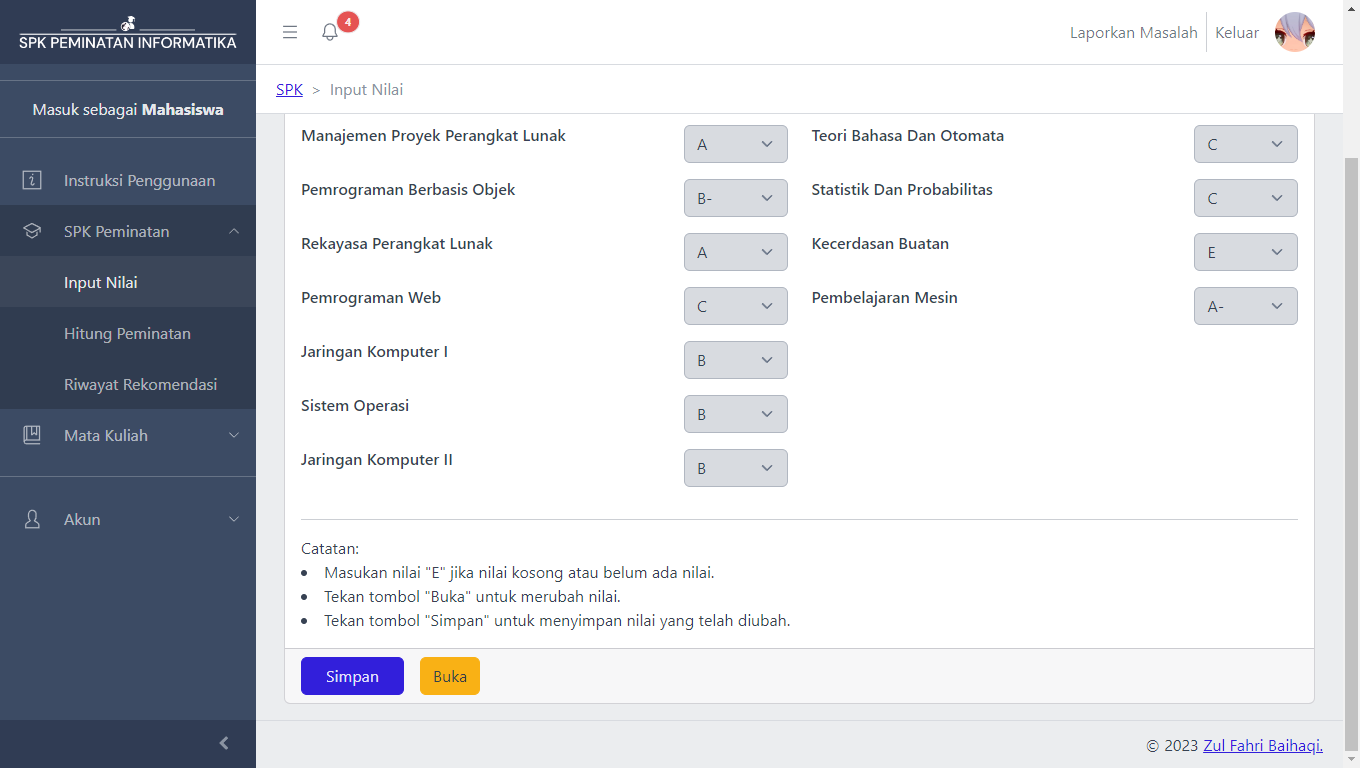 SPK PEMINATAN INFORMATIKA
4
Laporkan Masalah
Keluar
Masuk sebagai Mahasiswa
Instruksi Penggunaan
SPK Peminatan
Input Nilai
Hitung Peminatan
Riwayat Rekomendasi
Mata Kuliah
Akun
SPK > Input Nilai
Manajemen Proyek Perangkat Lunak A
Pemrograman Berbasis Objek B-
Rekayasa Perangkat Lunak A
Pemrograman Web C
Jaringan Komputer I B
Sistem Operasi B
Jaringan Komputer II B
Teori Bahasa Dan Otomata C
Statistik Dan Probabilitas C
Kecerdasan Buatan E
Pembelajaran Mesin A-
Catatan:
• Masukan nilai "E" jika nilai kosong atau belum ada nilai.
• Tekan tombol "Buka" untuk merubah nilai.
• Tekan tombol "Simpan" untuk menyimpan nilai yang telah diubah.
Simpan
Buka
© 2023 Zul Fahri Baihaqi.